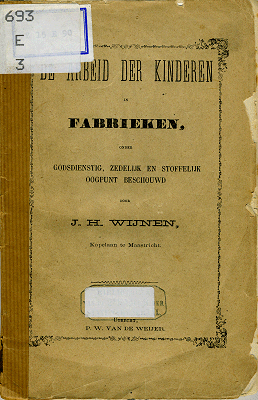 693
E
3
DE ARBEID DER KINDEREN
IN
FABRIEKEN,
ONDER
GODSDIENSTIG, ZEDELIJK EN STOFFELIJK
OOGPUNT BESCHOUWD
DOOR
J. H. WIJNEN,
Kapelaan te Maastricht.
UTRECHT,
P. W. VAN DE WEIJER.